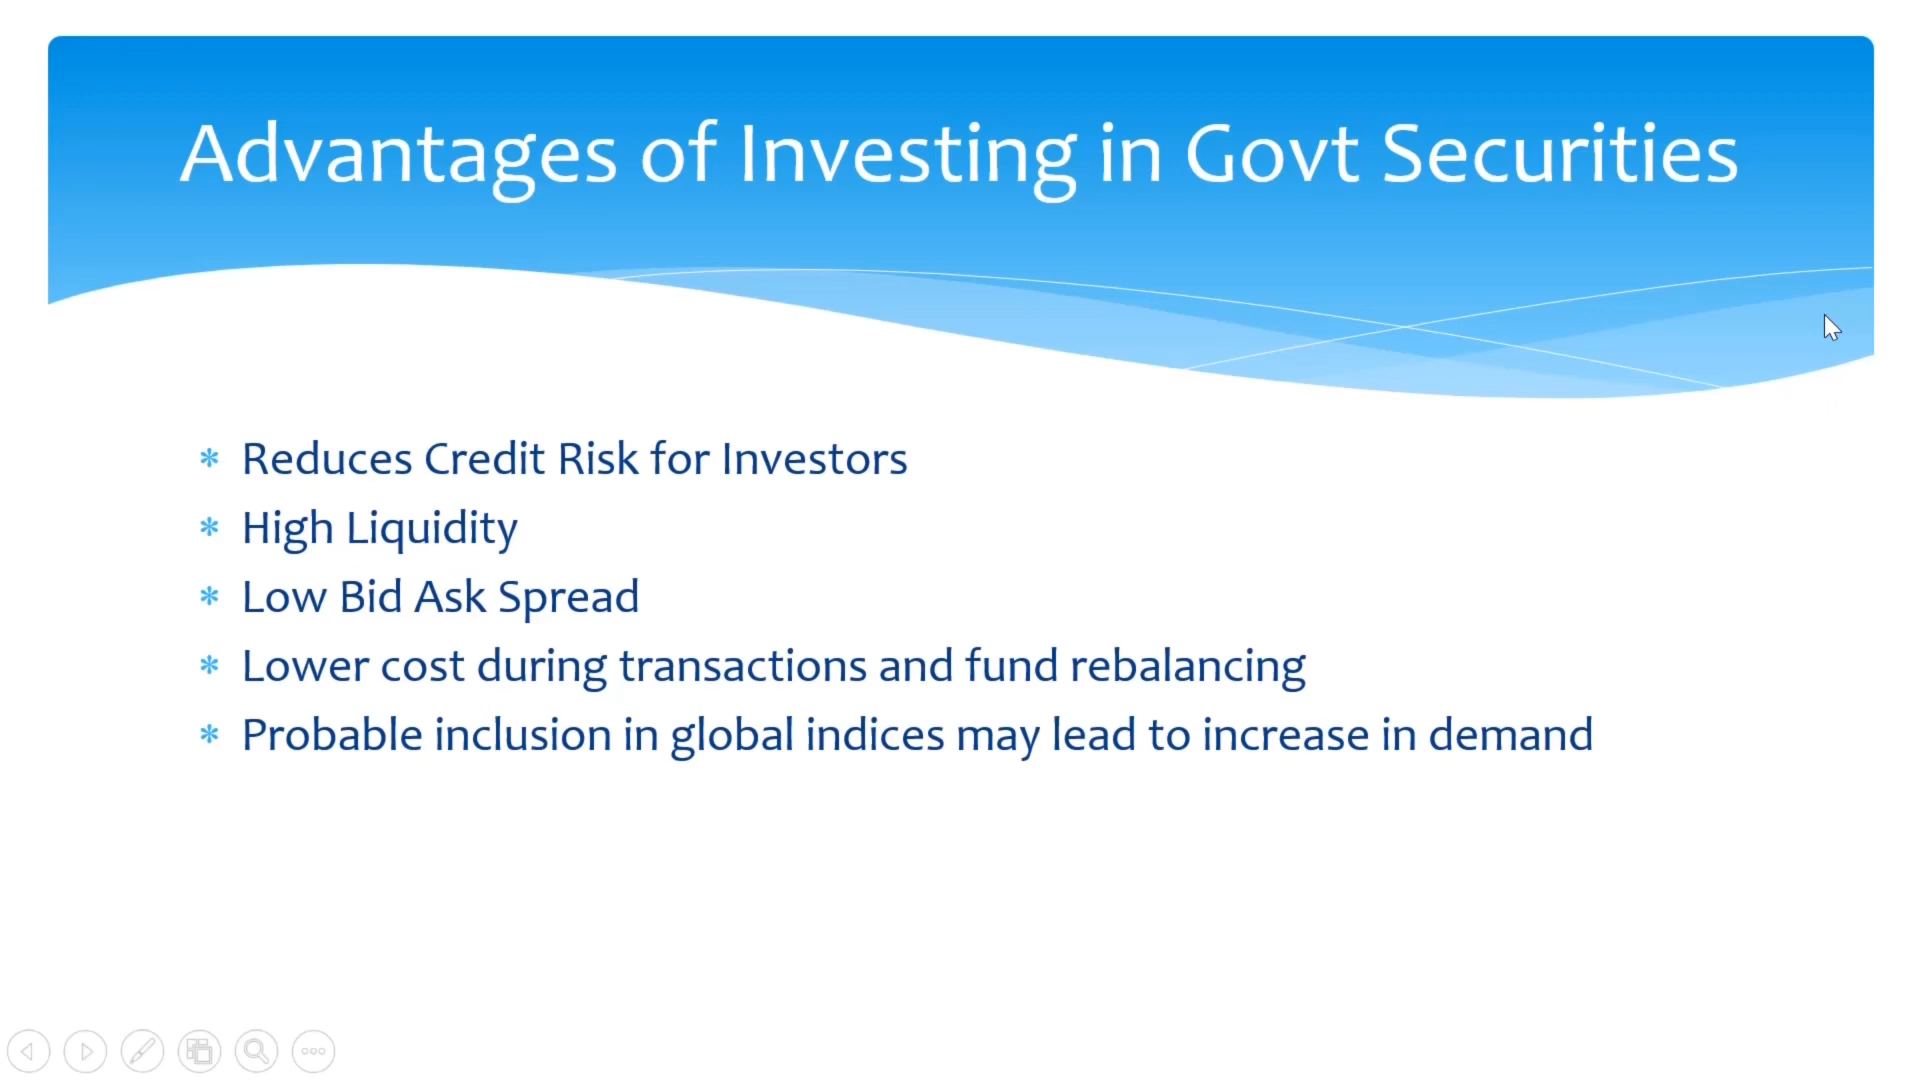 Advantages of Investing in Govt Securities
* Reduces Credit Risk for Investors
* High Liquidity
* Low Bid Ask Spread
* Lower cost during transactions and fund rebalancing
* Probable inclusion in global indices may lead to increase in demand